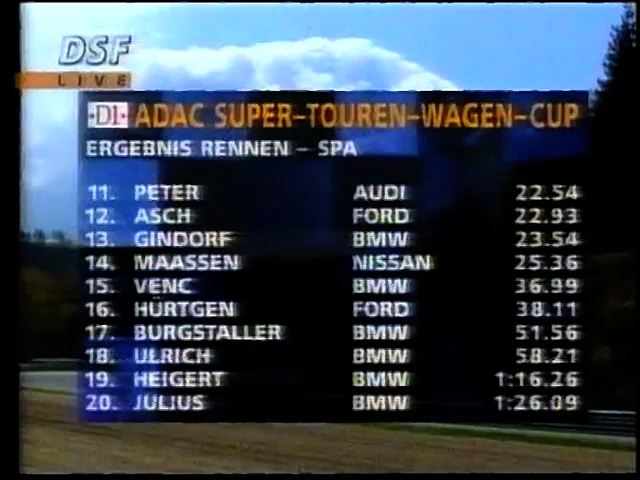 DSF
LIVE
·D1· ADAC SUPER-TOUREN-WAGEN-CUP
ERGEBNIS RENNEN - SPA
11. PETER AUDI 22.54
12. ASCH FORD 22.93
13. GINDORF BMW 23.54
14. MAASSEN NISSAN 25.36
15. VENC BMW 36.99
16. HÜRTGEN FORD 38.11
17. BURGSTALLER BMW 51.56
18. ULRICH BMW 58.21
19. HEIGERT BMW 1:16.26
20. JULIUS BMW 1:26.09